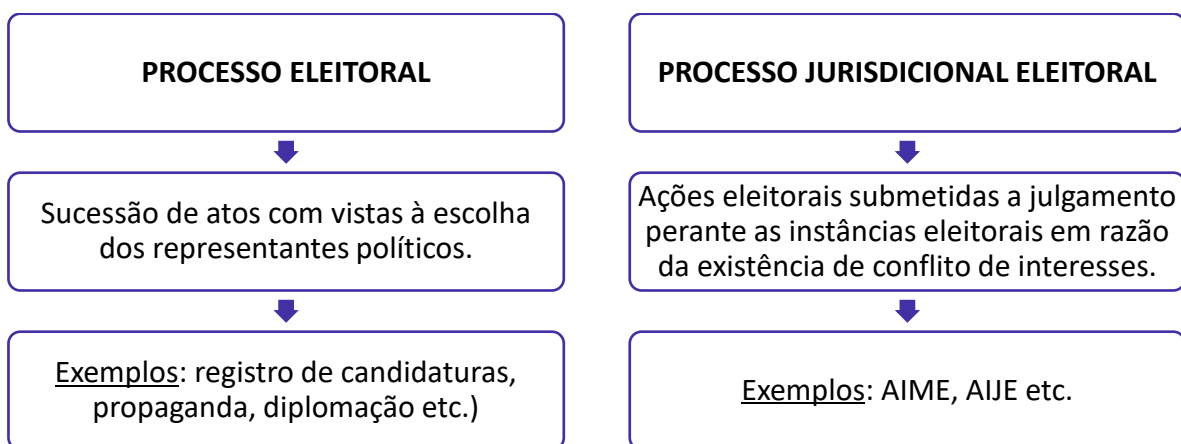 PROCESSO ELEITORAL
Sucessão de atos com vistas à escolha
dos representantes políticos.
Exemplos: registro de candidaturas,
propaganda, diplomação etc.)
PROCESSO JURISDICIONAL ELEITORAL
Ações eleitorais submetidas a julgamento
perante as instâncias eleitorais em razão
da existência de conflito de interesses.
Exemplos: AIME, AIJE etc.